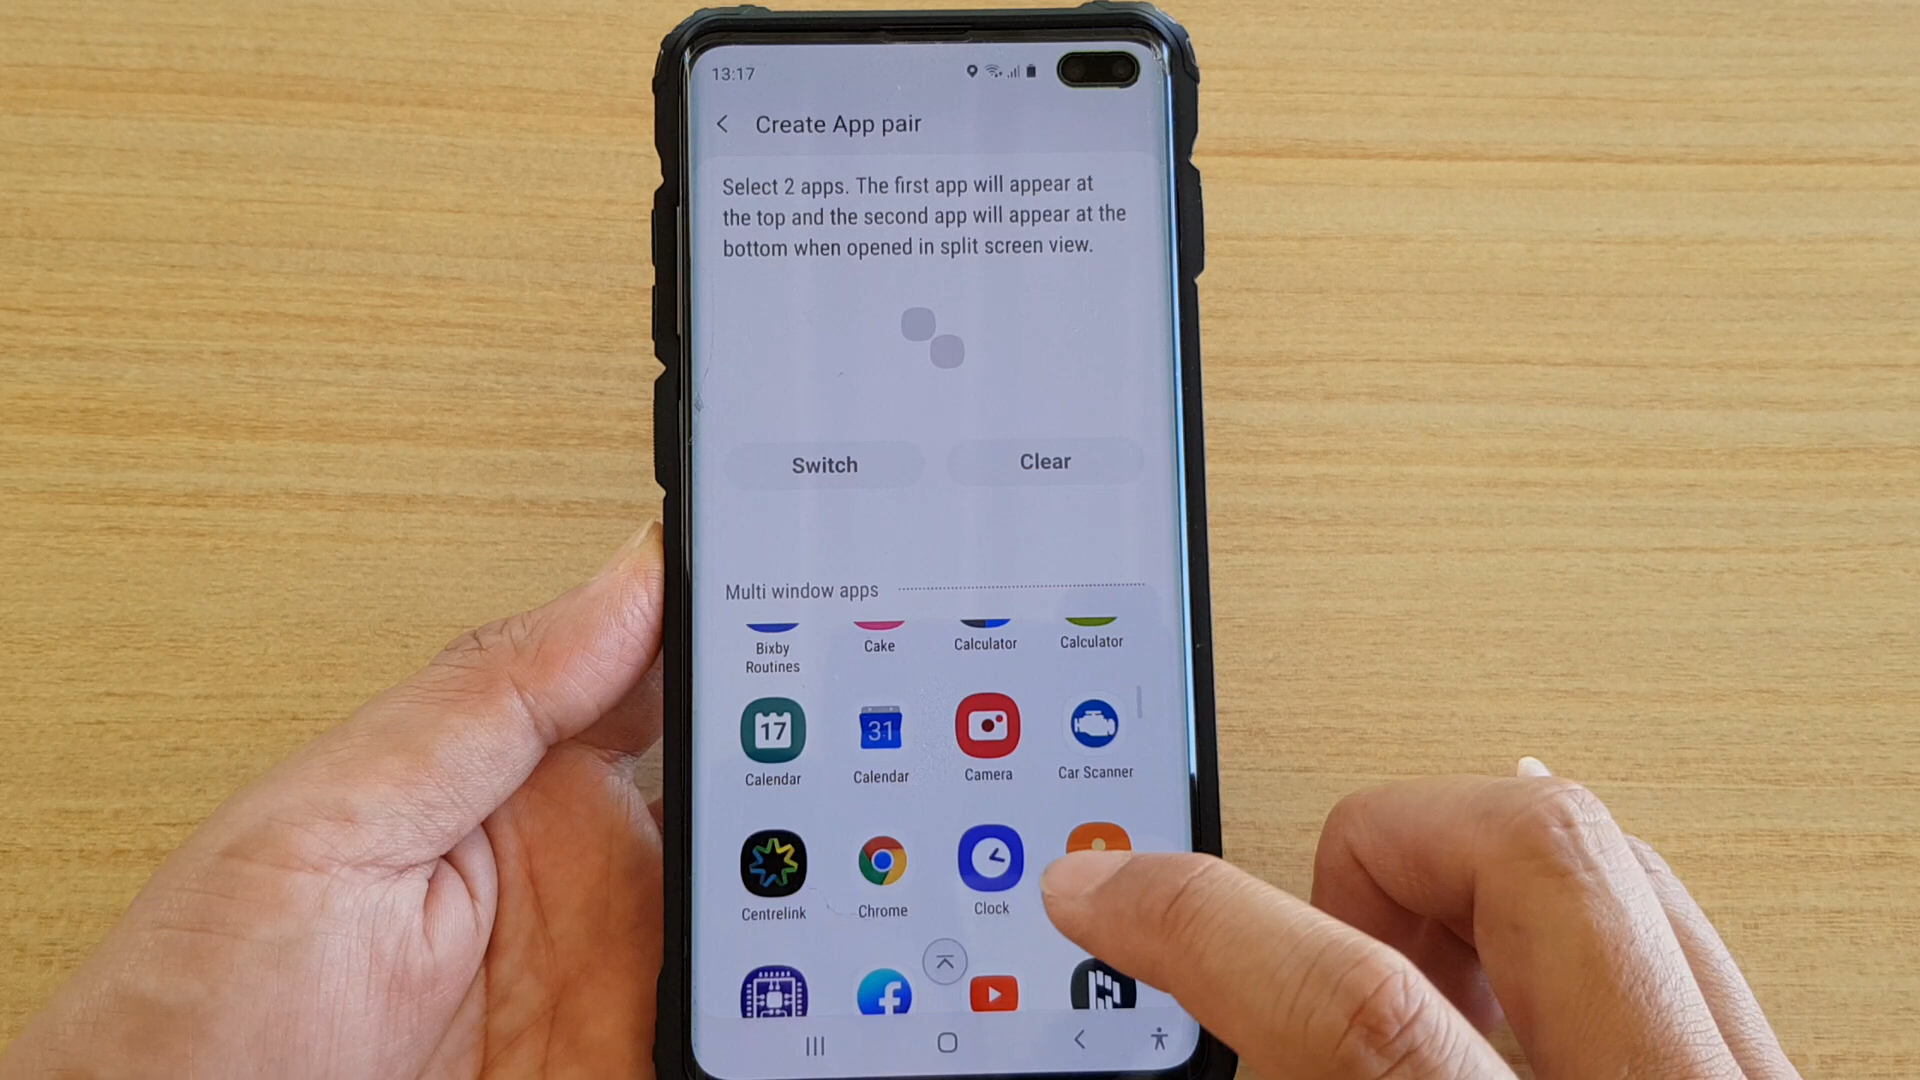 13:17
Create App pair
Select 2 apps. The first app will appear at
the top and the second app will appear at the
bottom when opened in split screen view.
Switch
Clear
Multi window apps
Bixby
Routines
Cake
Calculator
Calculator
17
31
Calendar
Calendar
Camera
Car Scanner
Centrelink
Chrome
Clock